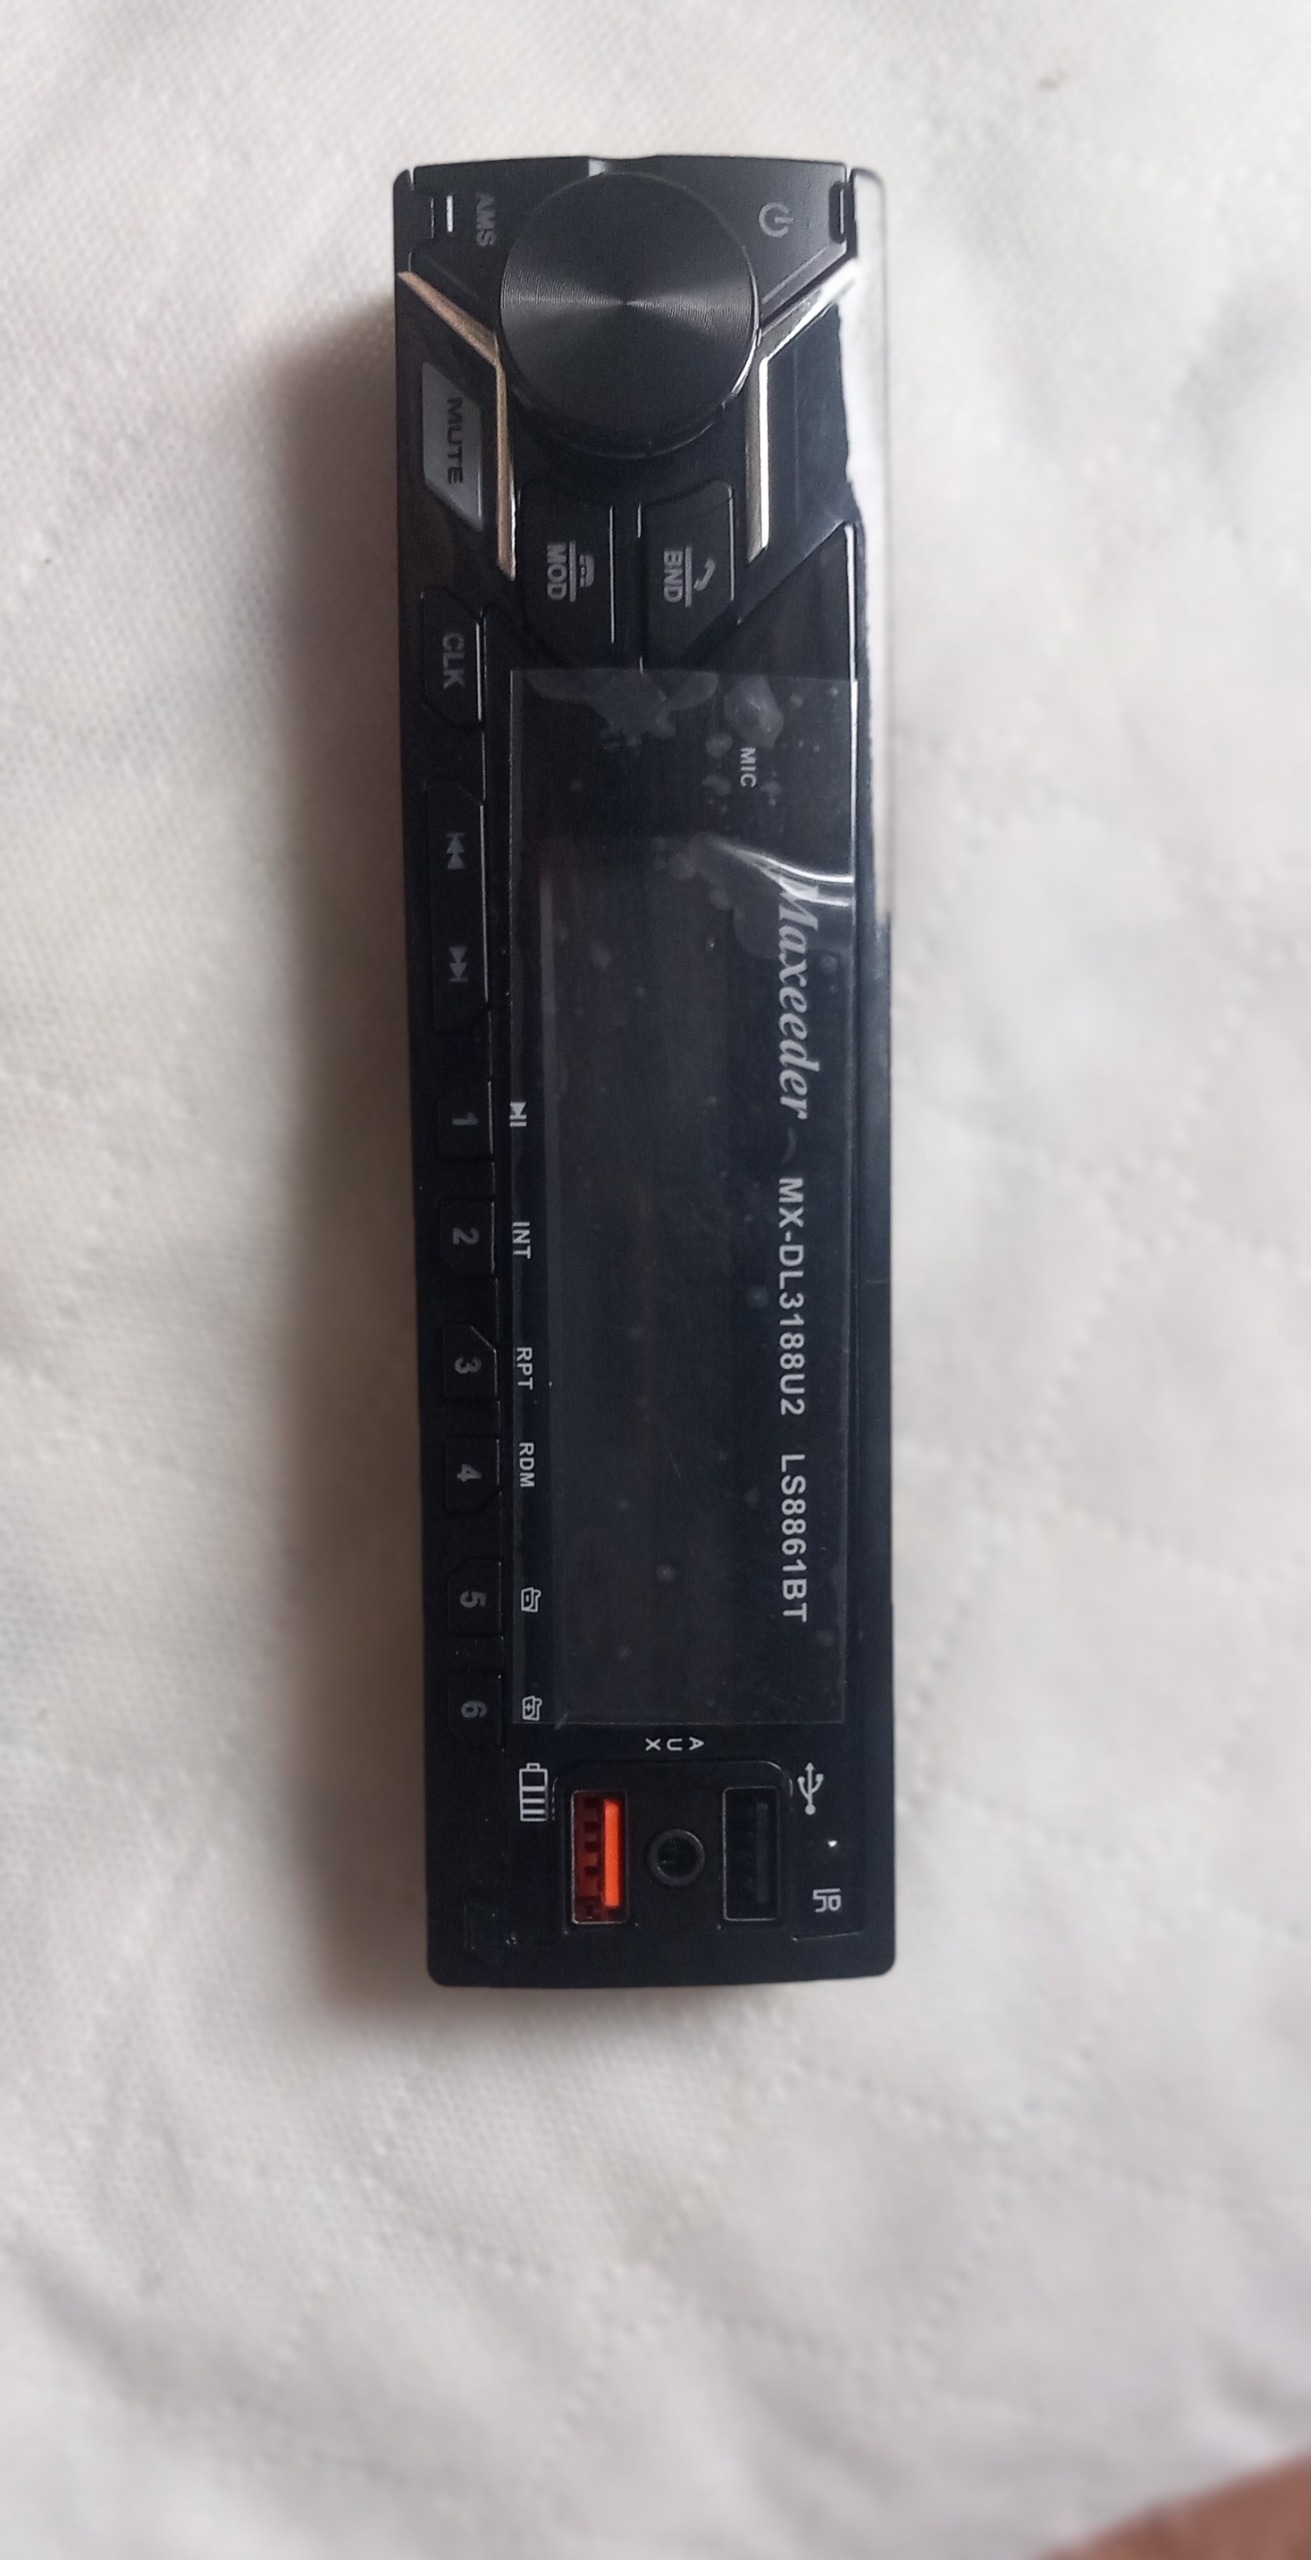 Maxeeder MX-DL3188U2 LS8861BT
MIC
BND
MOD
AMS
MUTE
CLK
INT
RPT
RDM
1
2
3
4
5
6
AUX
IR